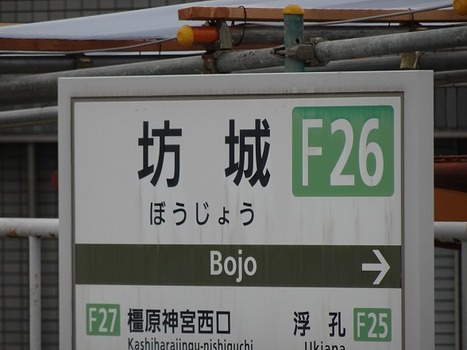 坊城 F26
ぼうじょう
Bojo →
F27 橿原神宮西口 浮孔 F25
Kashiharajingu-nishiguchi Ukiana